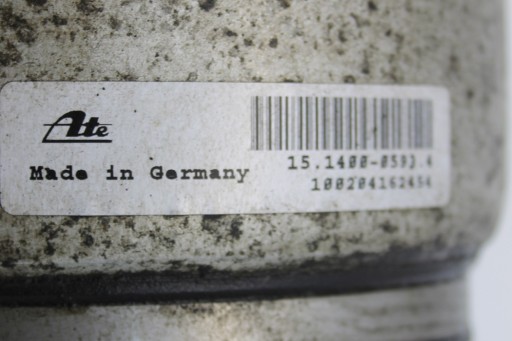 Ate
Made in Germany
15.1400-0593.4
100204162454